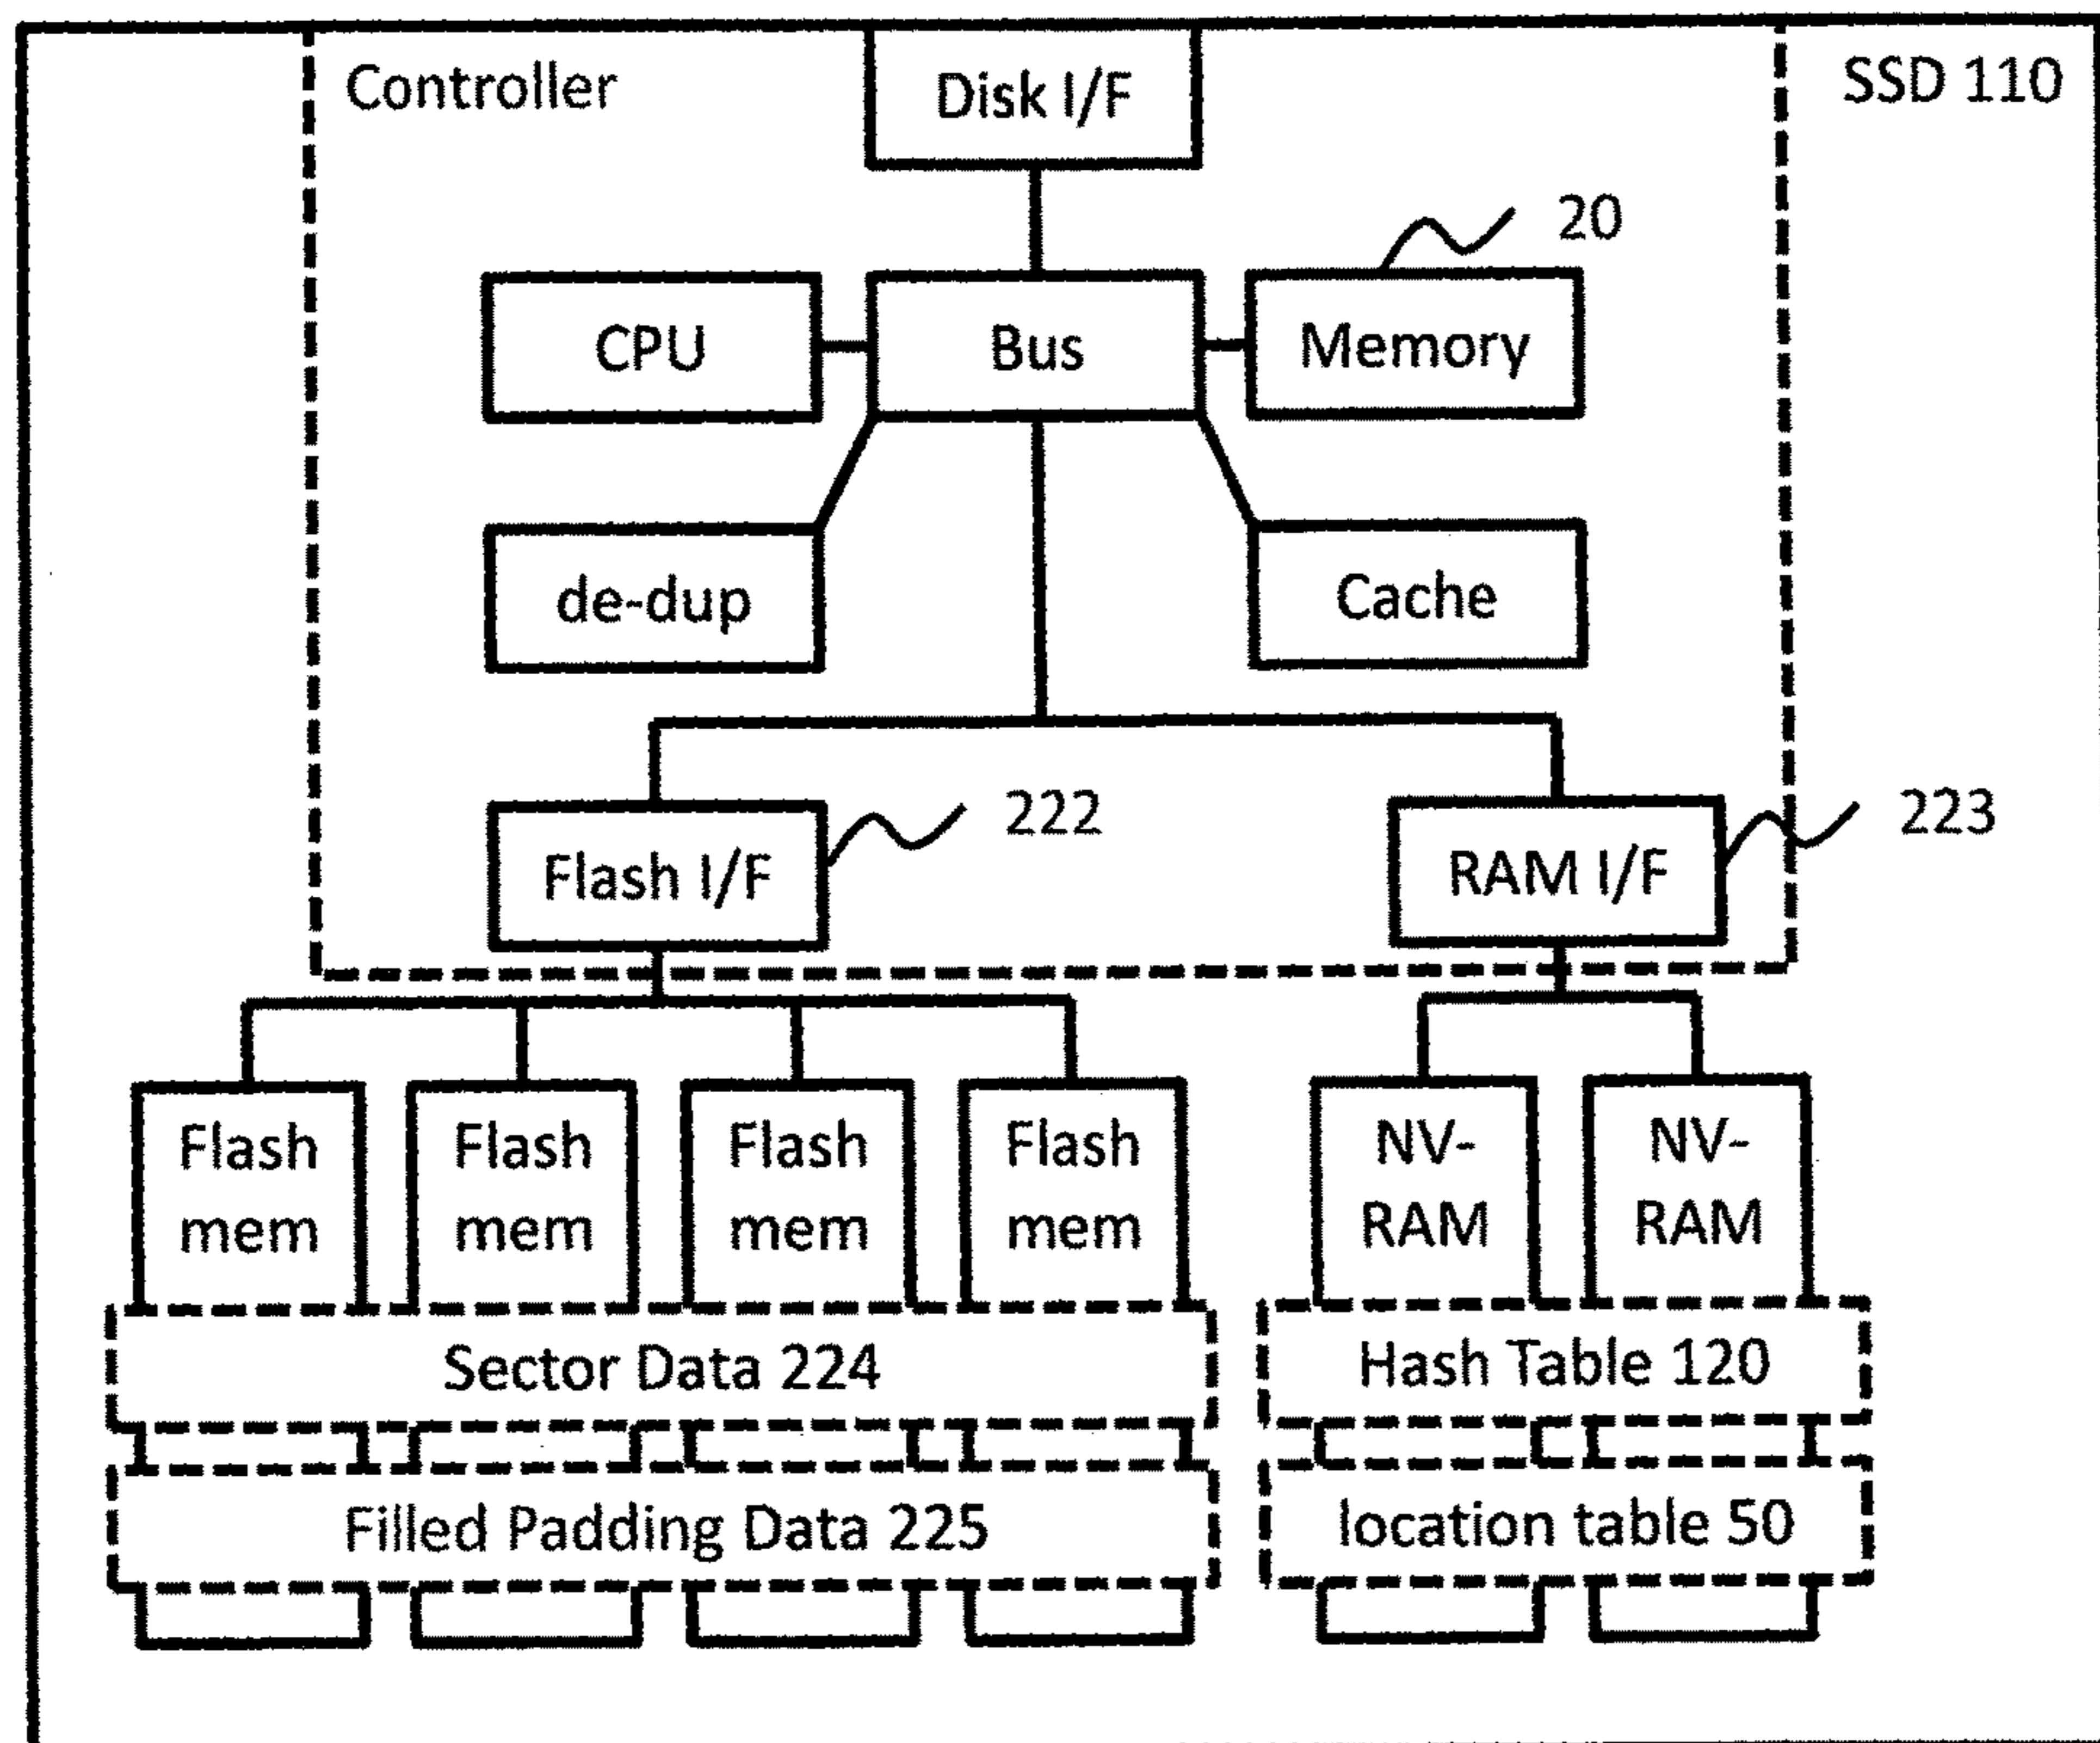 Controller
Disk I/F
SSD 110
20
CPU
Bus
Memory
de-dup
Cache
222
223
Flash I/F
RAM I/F
Flash
mem
Flash
mem
Flash
mem
Flash
mem
NV-
RAM
NV-
RAM
Sector Data 224
Hash Table 120
Filled Padding Data 225
location table 50